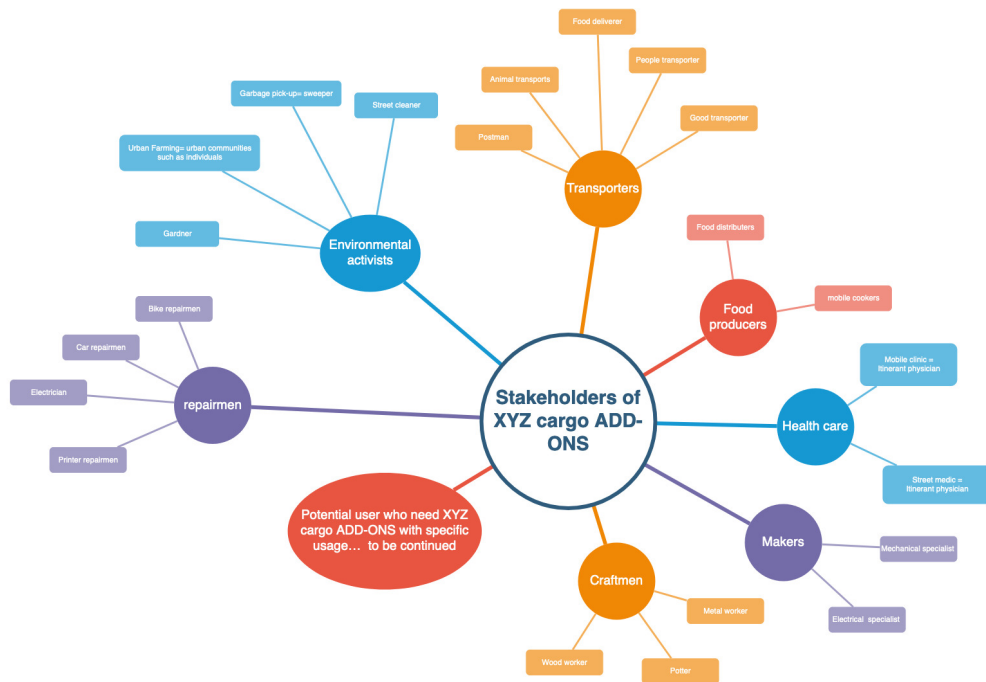 Food deliverer
People transporter
Animal transports
Good transporter
Postman
Transporters
Garbage pick-up= sweeper
Street cleaner
Urban Farming= urban communities
such as individuals
Gardner
Environmental
activists
Food distributers
mobile cookers
Food
producers
Bike repairmen
Car repairmen
Electrician
Printer repairmen
repairmen
Stakeholders of
XYZ cargo ADD-
ONS
Mobile clinic =
Itinerant physician
Health care
Street medic =
Itinerant physician
Potential user who need XYZ
cargo ADD-ONS with specific
usage... to be continued
Makers
Mechanical specialist
Electrical  specialist
Craftmen
Metal worker
Wood worker
Potter